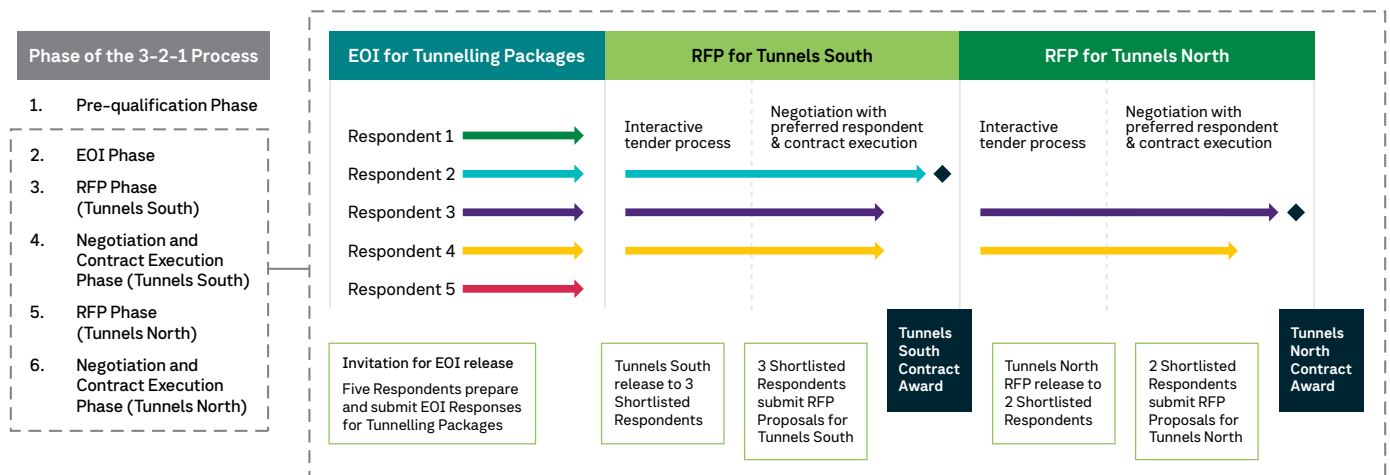 Phase of the 3-2-1 Process
1. Pre-qualification Phase
2. EOI Phase
3. RFP Phase
(Tunnels South)
4. Negotiation and
Contract Execution
Phase (Tunnels South)
5. RFP Phase
(Tunnels North)
6. Negotiation and
Contract Execution
Phase (Tunnels North)
EOI for Tunnelling Packages
RFP for Tunnels South
RFP for Tunnels North
Respondent 1
Respondent 2
Respondent 3
Respondent 4
Respondent 5
Interactive
tender process
Negotiation with
preferred respondent
& contract execution
Interactive
tender process
Negotiation with
preferred respondent
& contract execution
Invitation for EOI release
Five Respondents prepare
and submit EOI Responses
for Tunnelling Packages
Tunnels South
release to 3
Shortlisted
Respondents
3 Shortlisted
Respondents
submit RFP
Proposals for
Tunnels South
Tunnels
South
Contract
Award
Tunnels North
RFP release to
2 Shortlisted
Respondents
2 Shortlisted
Respondents
submit RFP
Proposals for
Tunnels North
Tunnels
North
Contract
Award